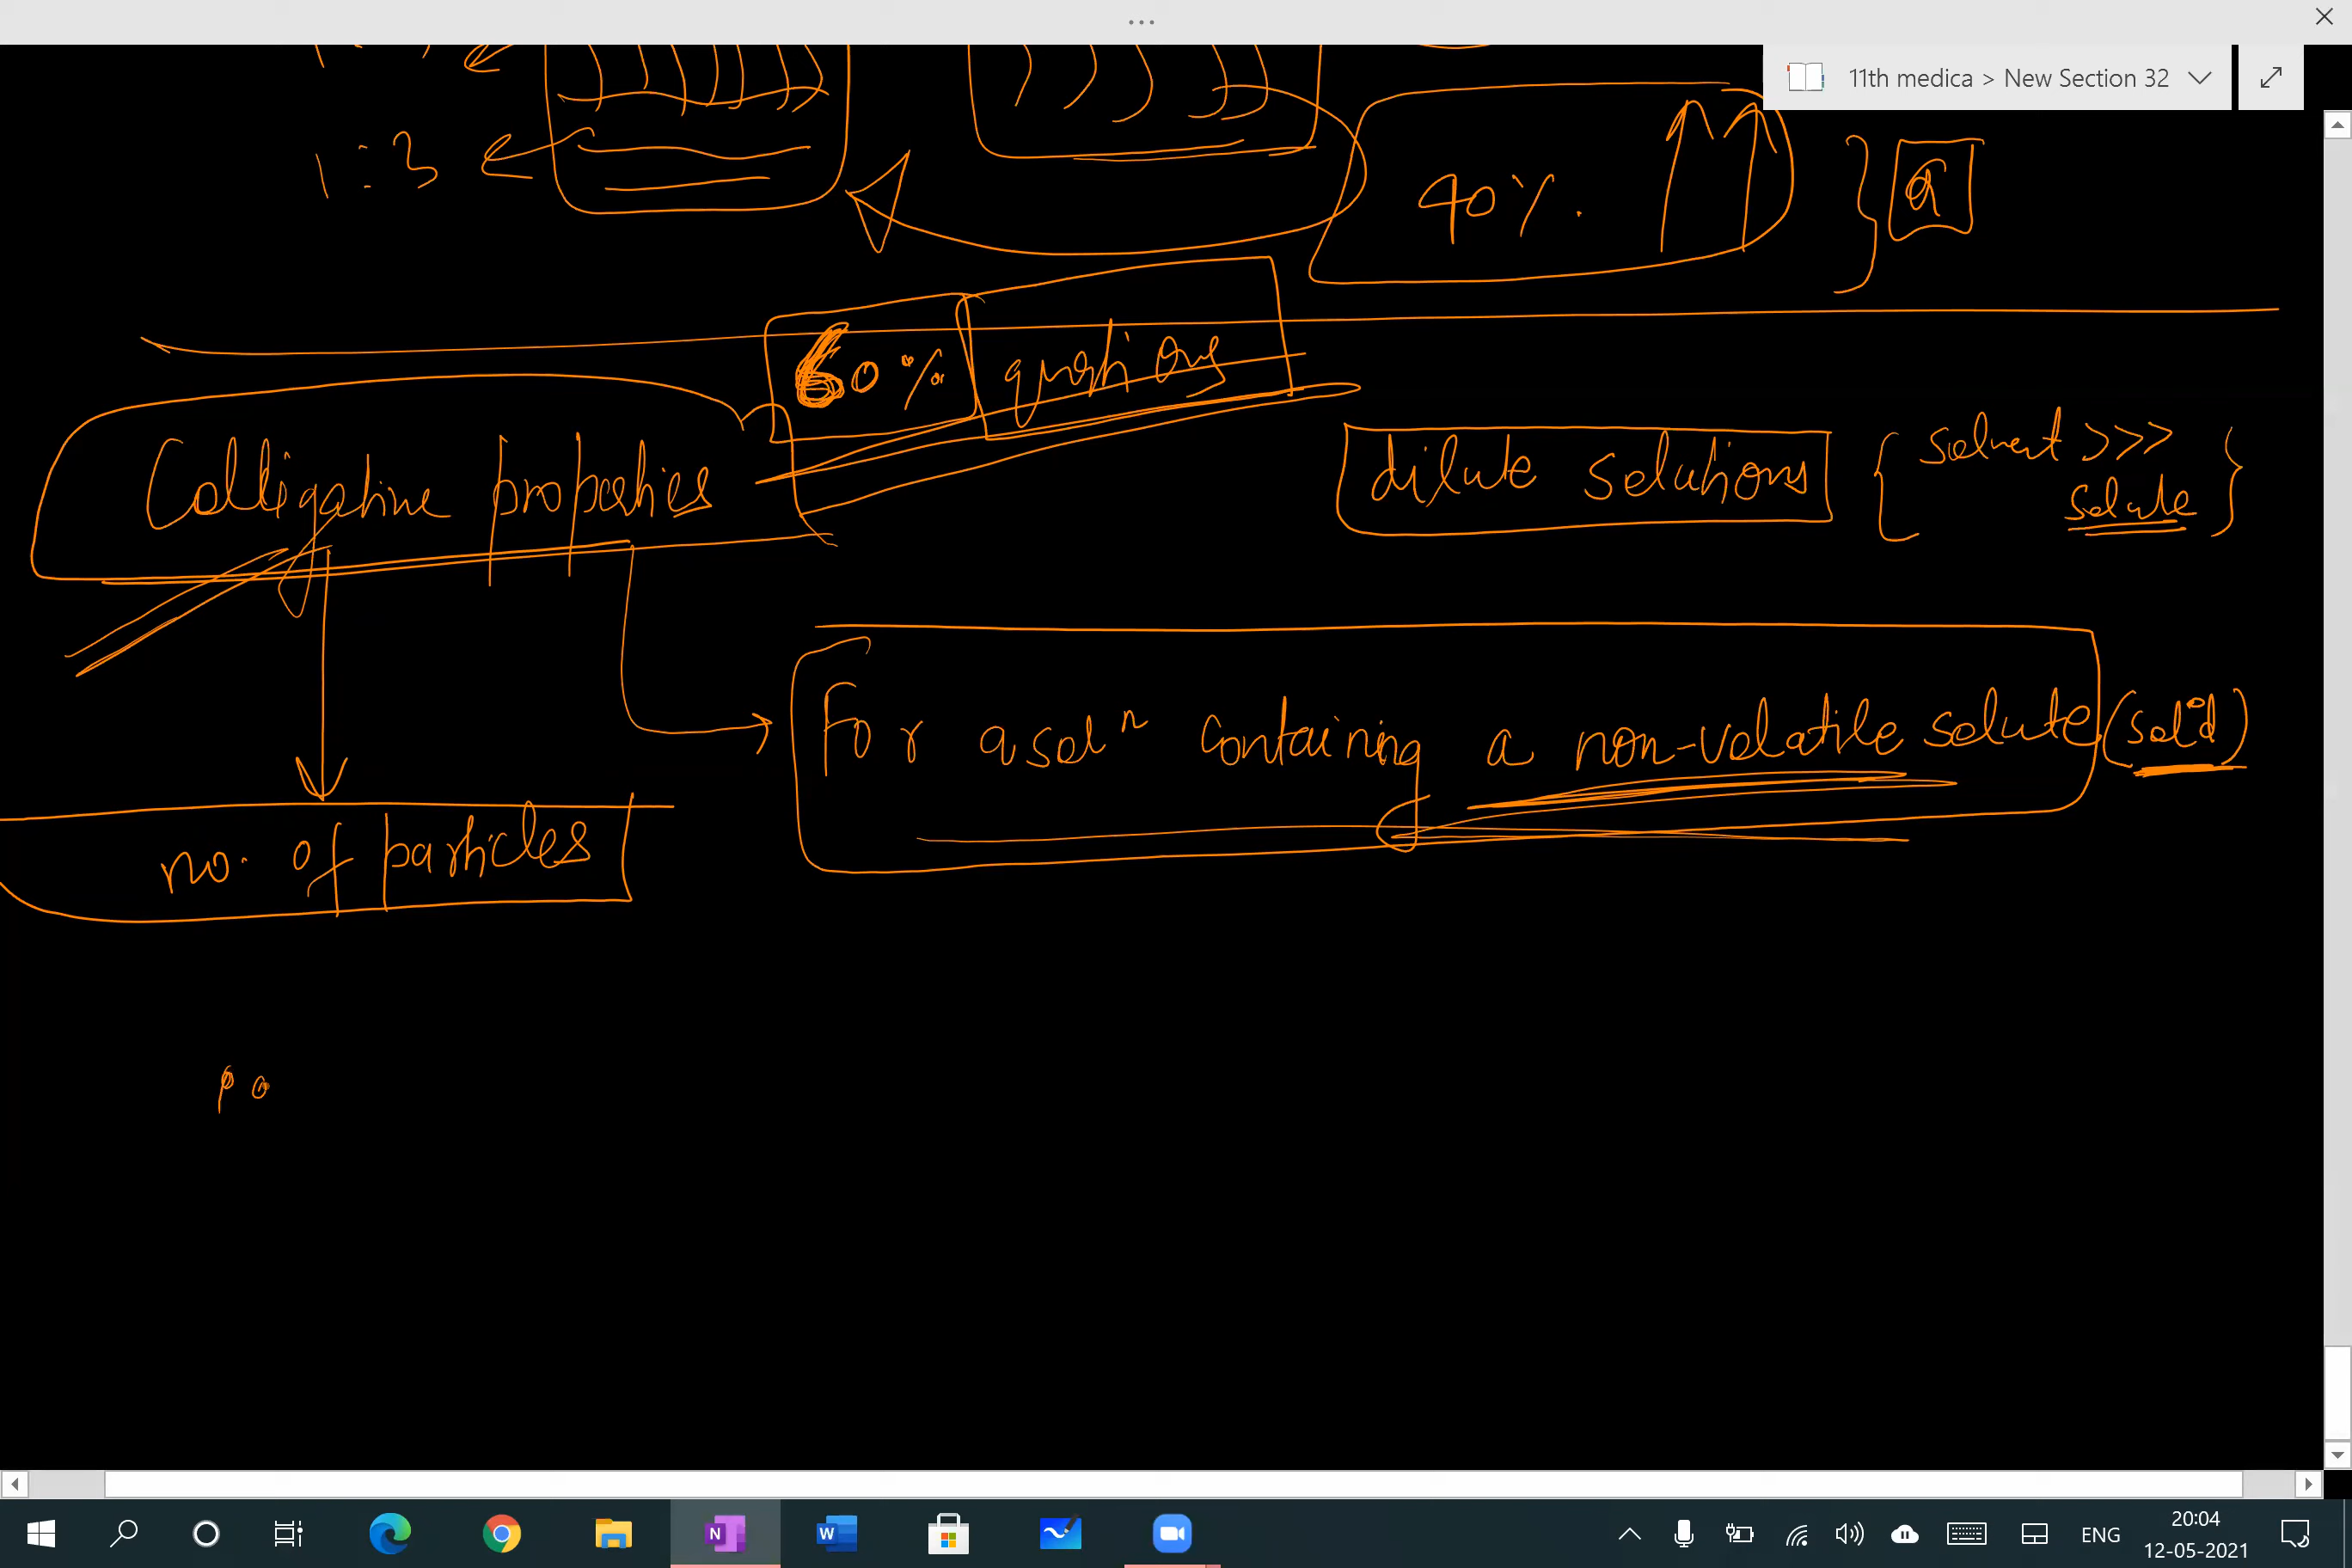 11th medica > New Section 32
1:3
90%.
a
60% questions
Colligative properties
dilute solutions
solvent >>>
solute
For a solⁿ containing a non-volatile solute (solid)
no. of particles
ENG
20:04
12-05-2021